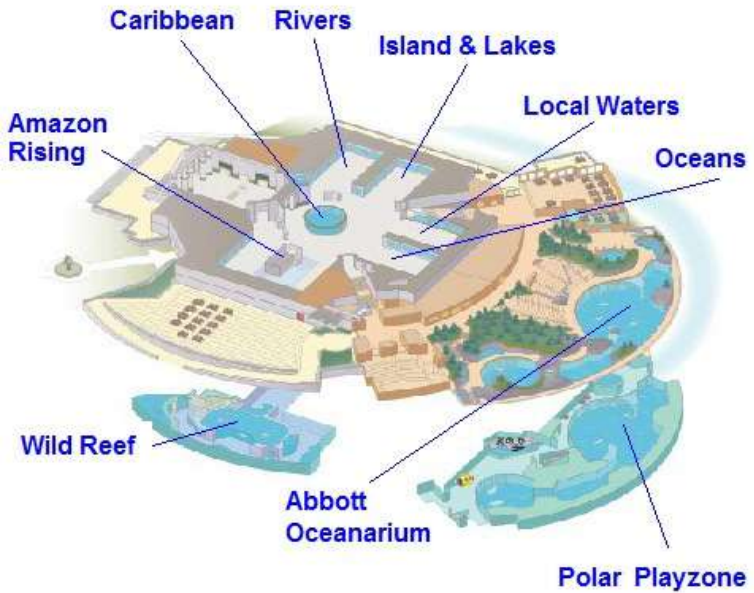 Caribbean
Rivers
Island & Lakes
Local Waters
Amazon
Rising
Oceans
Wild Reef
Abbott
Oceanarium
Polar Playzone